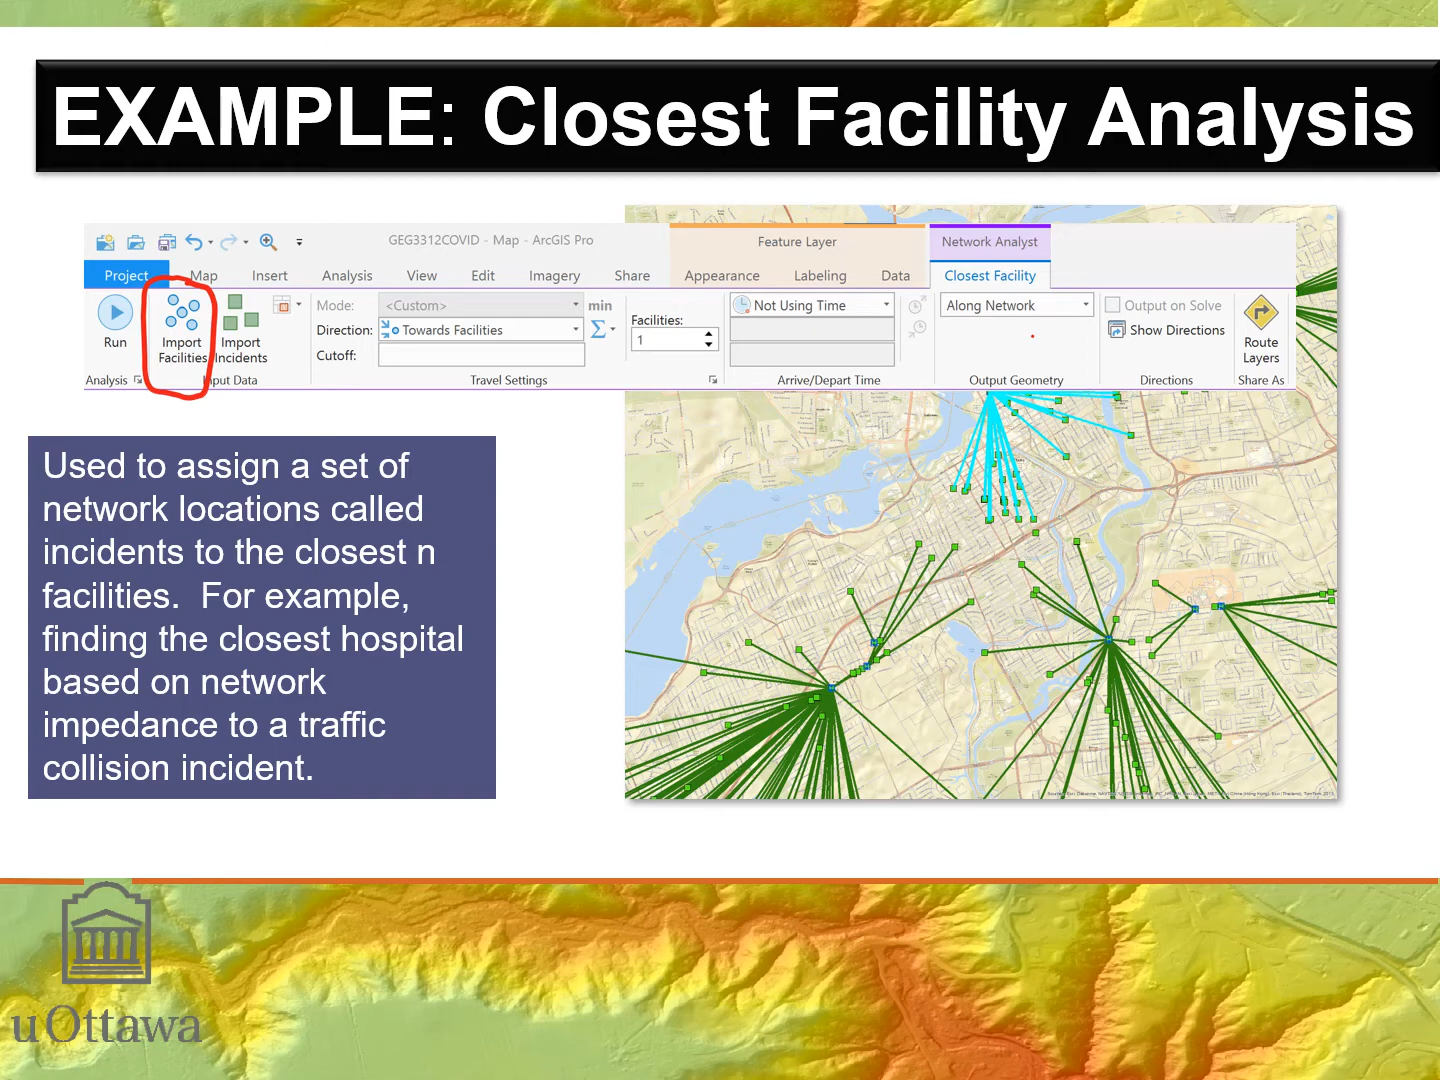 EXAMPLE: Closest Facility Analysis
GEG3312COVID - Map - ArcGIS Pro
Feature Layer
Network Analyst
Project Map Insert Analysis View Edit Imagery Share Appearance Labeling Data Closest Facility
Run
Import Facilities
Import Incidents
Mode: <Custom>
Direction: Towards Facilities
Cutoff:
min
Facilities:
1
Not Using Time
Along Network
Output on Solve
Show Directions
Route Layers
Analysis Input Data Travel Settings Arrive/Depart Time Output Geometry Directions Share As
Used to assign a set of
network locations called
incidents to the closest n
facilities. For example,
finding the closest hospital
based on network
impedance to a traffic
collision incident.
uOttawa